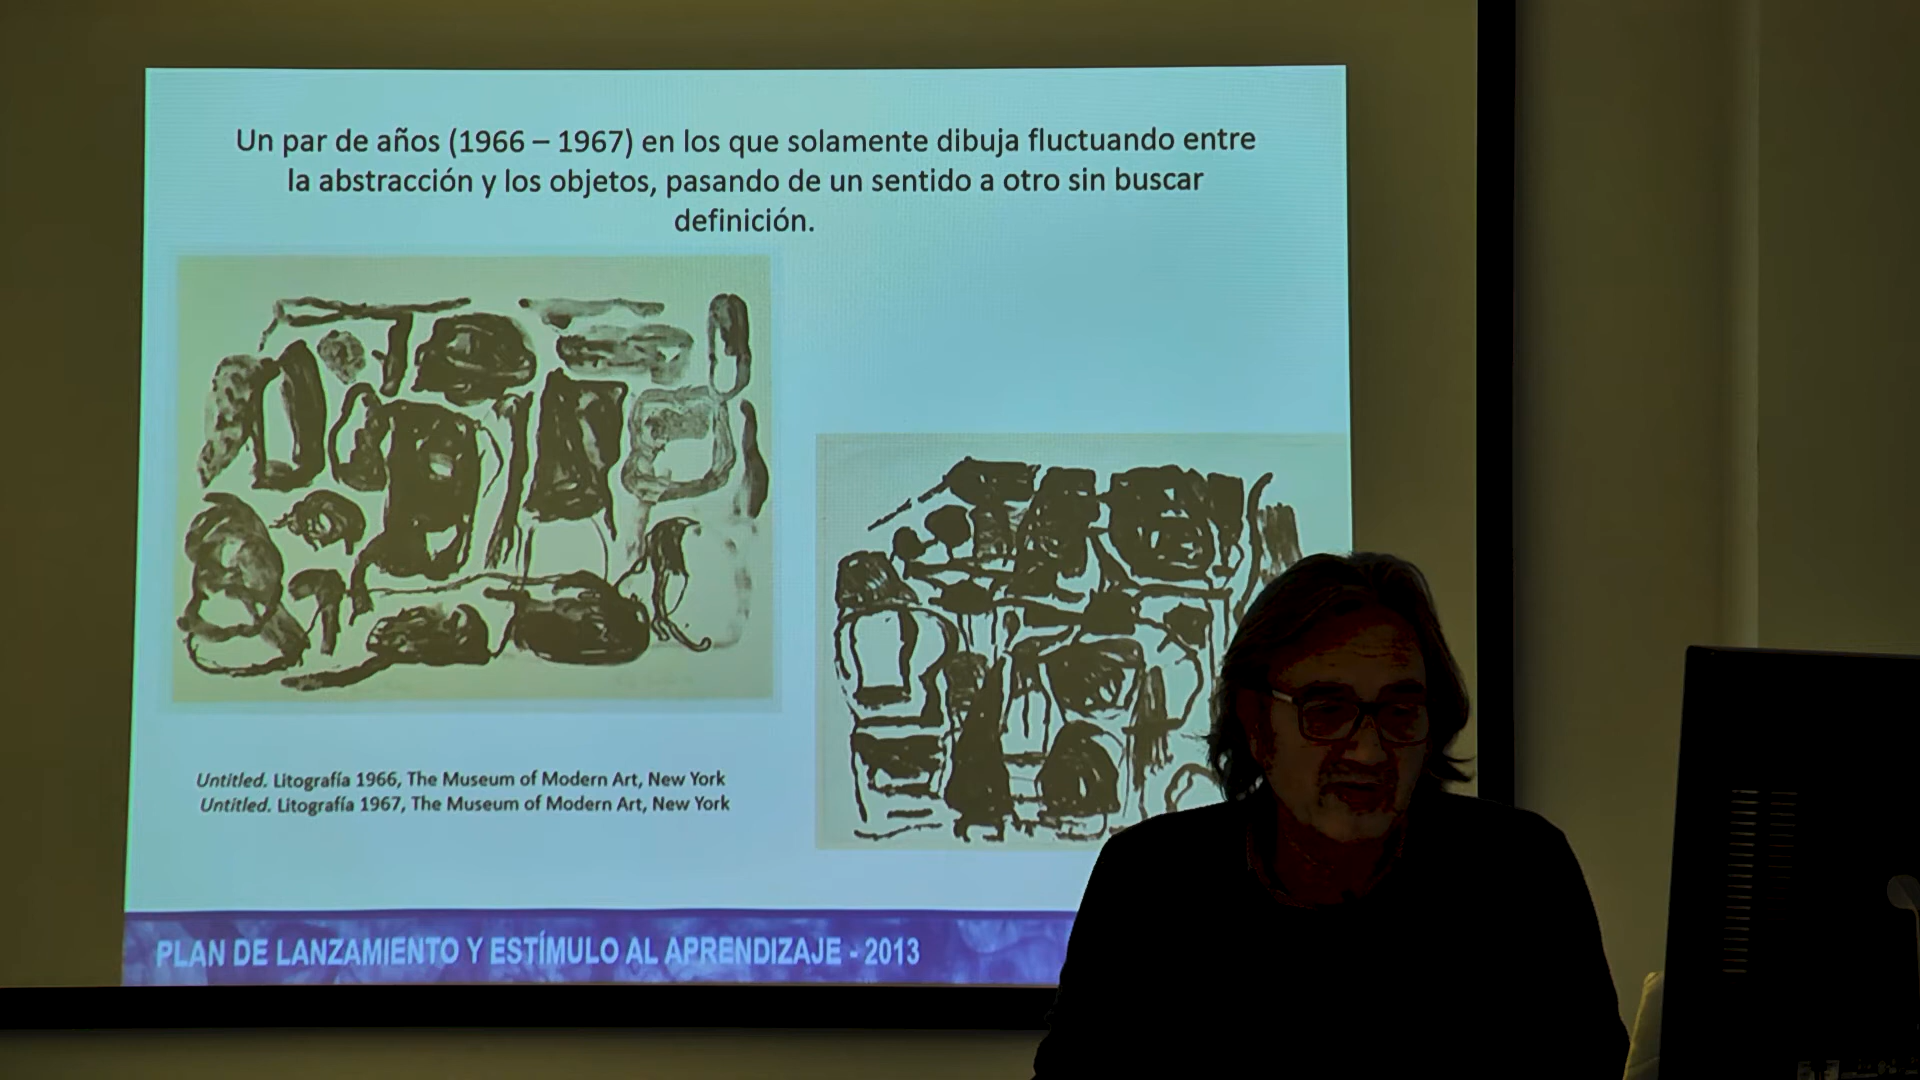 Un par de años (1966 – 1967) en los que solamente dibuja fluctuando entre
la abstracción y los objetos, pasando de un sentido a otro sin buscar
definición.
Untitled. Litografía 1966, The Museum of Modern Art, New York
Untitled. Litografía 1967, The Museum of Modern Art, New York
PLAN DE LANZAMIENTO Y ESTÍMULO AL APRENDIZAJE - 2013